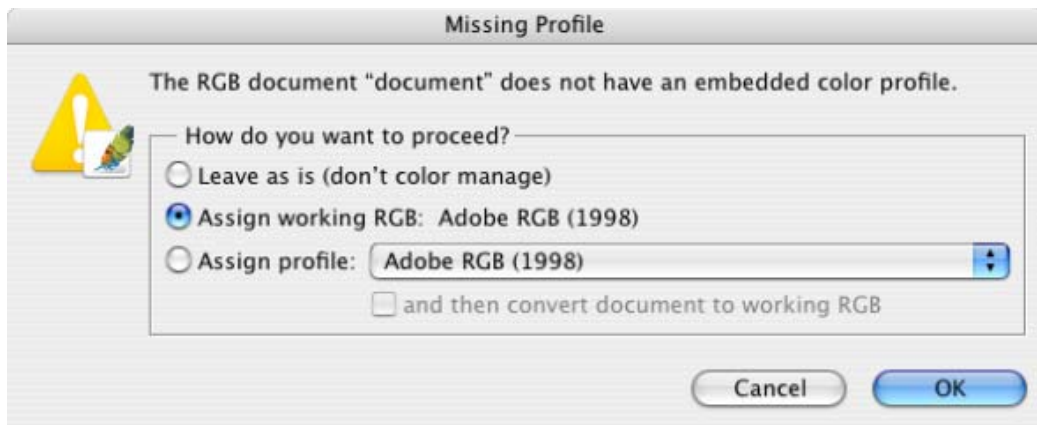 Missing Profile
The RGB document “document” does not have an embedded color profile.
How do you want to proceed?
Leave as is (don’t color manage)
Assign working RGB: Adobe RGB (1998)
Assign profile: Adobe RGB (1998)
and then convert document to working RGB
Cancel OK